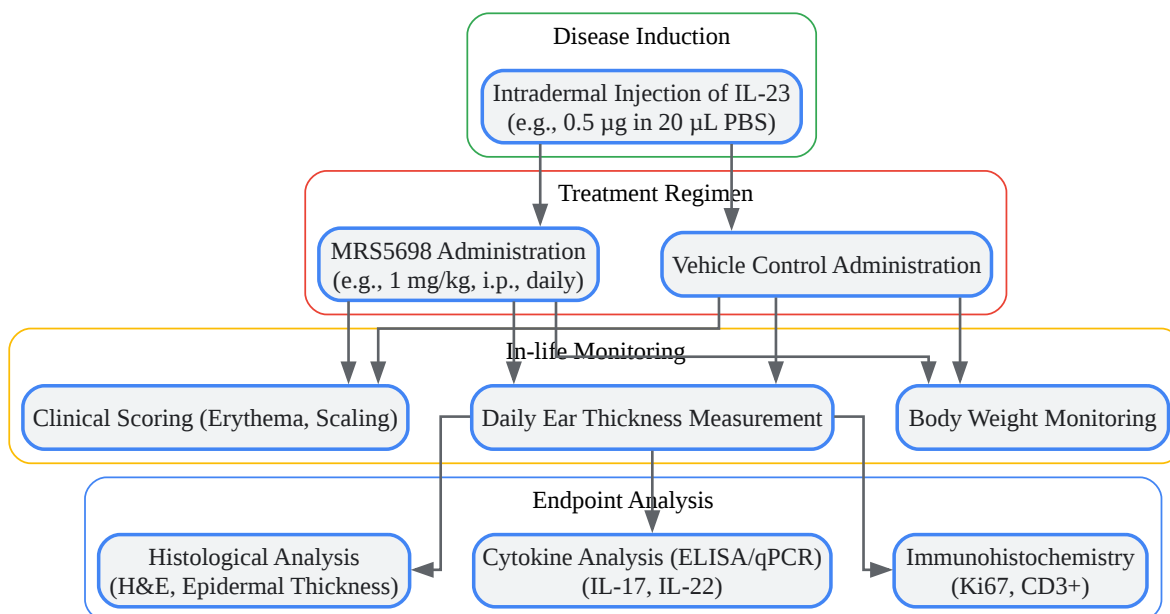 Disease Induction
Intradermal Injection of IL-23
(e.g., 0.5 µg in 20 µL PBS)
Treatment Regimen
MRS5698 Administration
(e.g., 1 mg/kg, i.p., daily)
Vehicle Control Administration
In-life Monitoring
Clinical Scoring (Erythema, Scaling)
Daily Ear Thickness Measurement
Body Weight Monitoring
Endpoint Analysis
Histological Analysis
(H&E, Epidermal Thickness)
Cytokine Analysis (ELISA/qPCR)
(IL-17, IL-22)
Immunohistochemistry
(Ki67, CD3+)